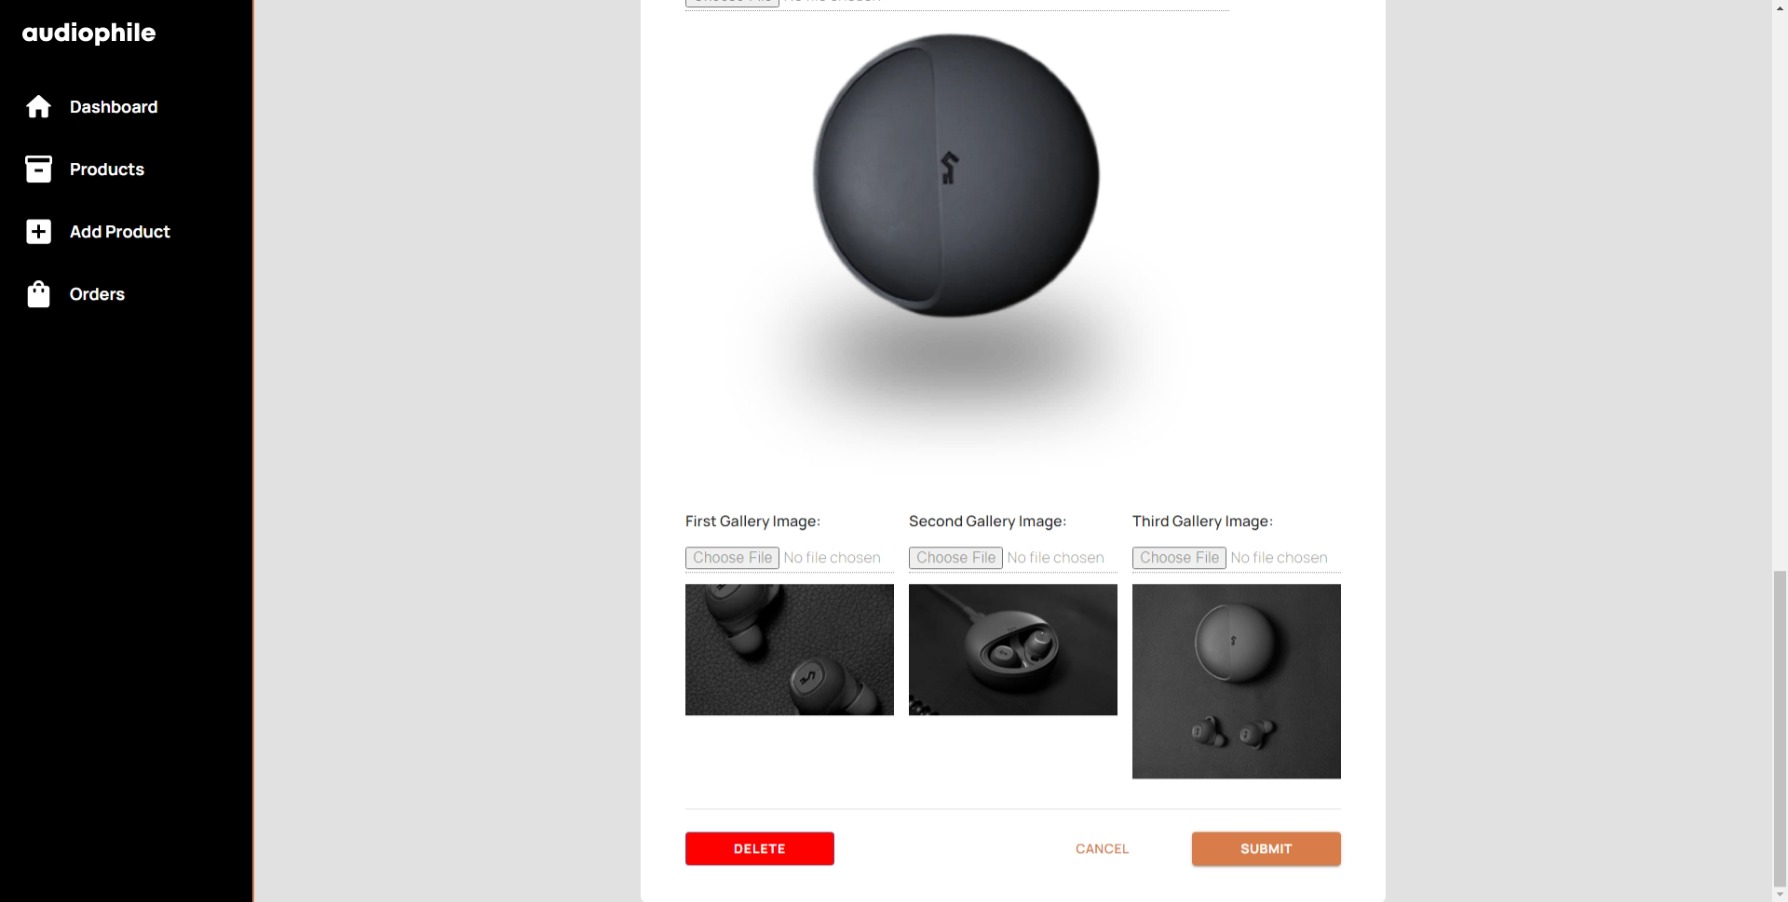 audiophile
Dashboard
Products
Add Product
Orders
First Gallery Image:
Second Gallery Image:
Third Gallery Image:
Choose File No file chosen
Choose File No file chosen
Choose File No file chosen
DELETE
CANCEL
SUBMIT